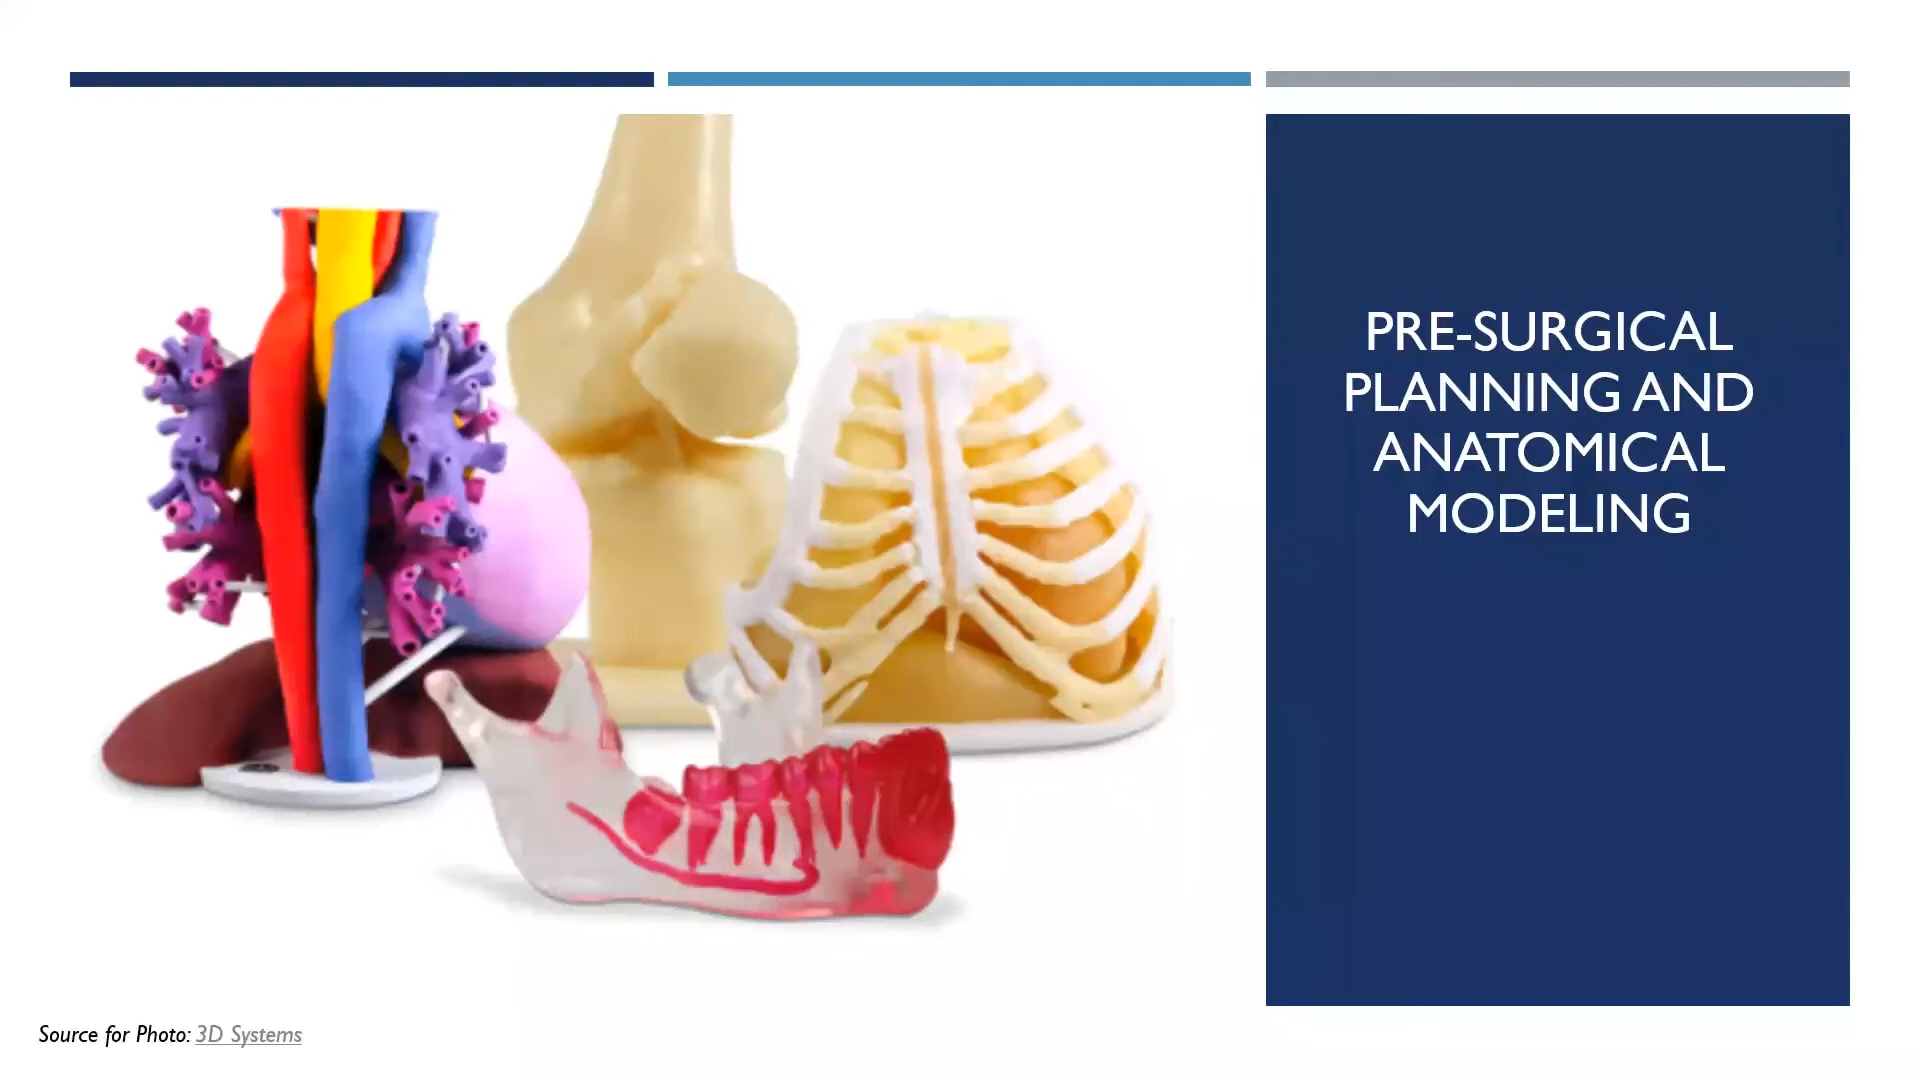 PRE-SURGICAL
PLANNING AND
ANATOMICAL
MODELING
Source for Photo: 3D Systems